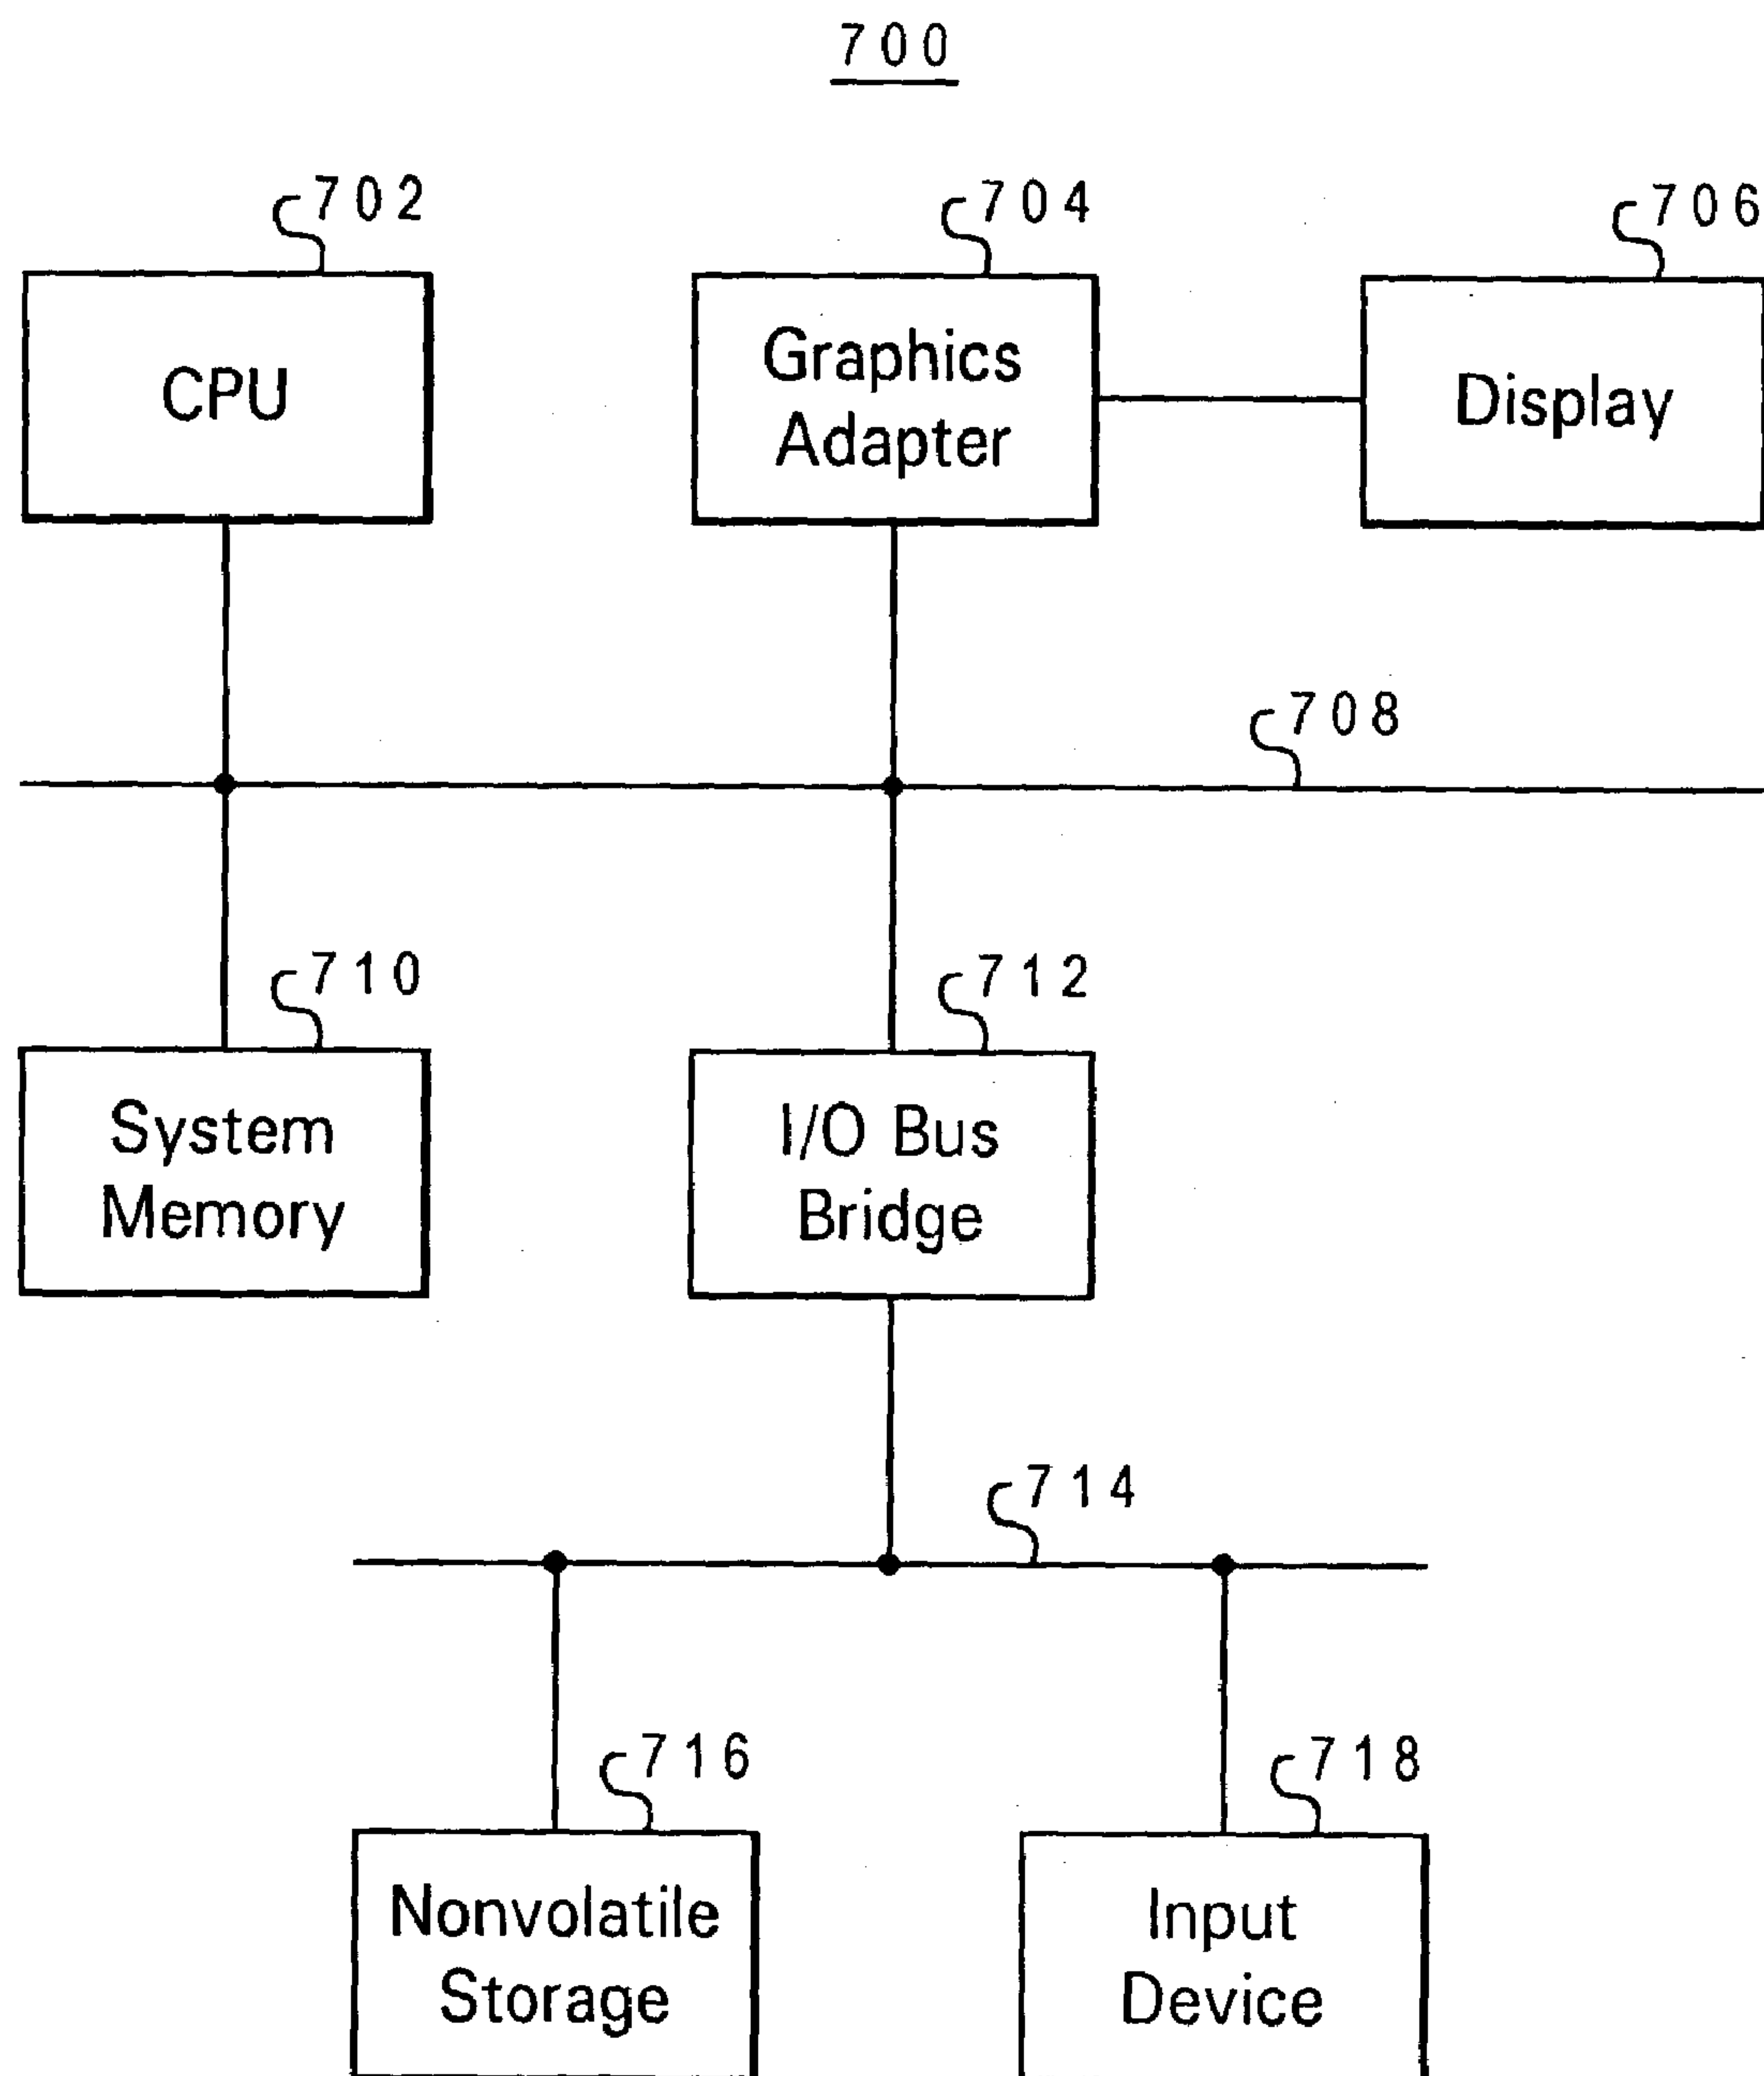 700
702
704
706
CPU
Graphics
Adapter
Display
708
710
712
System
Memory
I/O Bus
Bridge
714
716
718
Nonvolatile
Storage
Input
Device